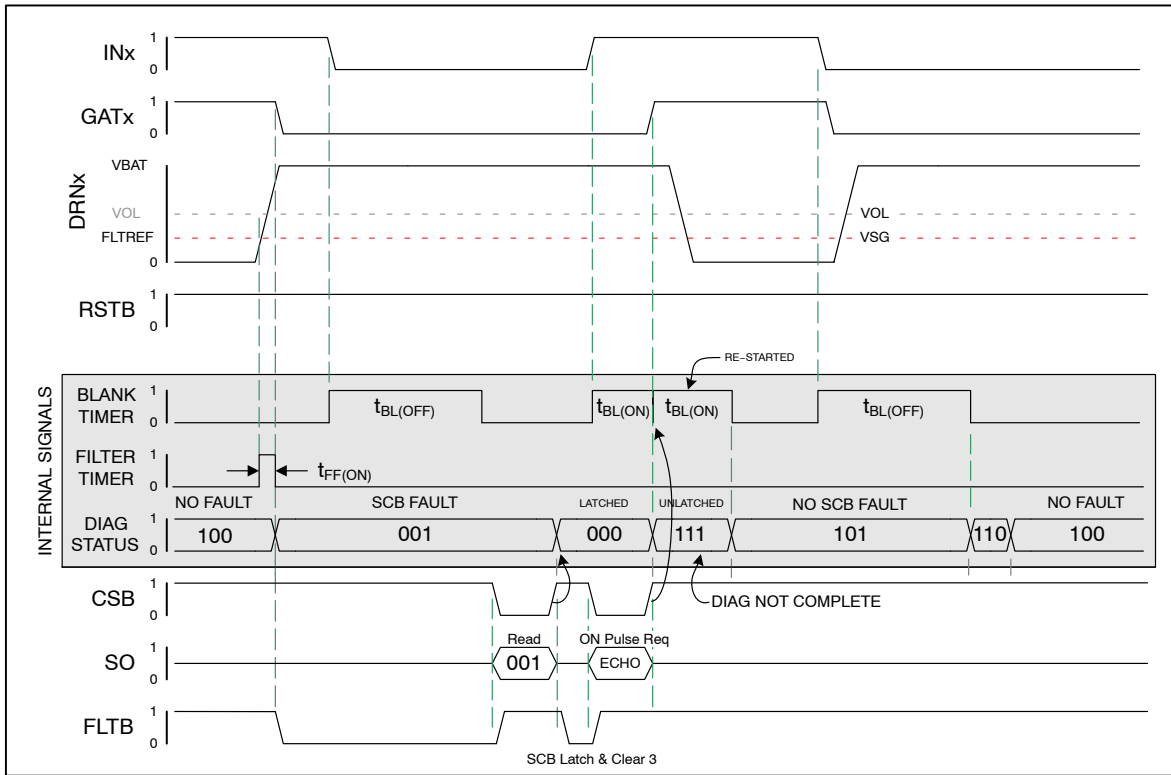 INx
1
0
GATx
1
0
DRNx
VBAT
VOL
FLTREF
0
VOL
VSG
RSTB
1
0
RE−STARTED
INTERNAL SIGNALS
BLANK TIMER
1
0
tBL(OFF)
tBL(ON)
tBL(ON)
tBL(OFF)
FILTER TIMER
1
0
tFF(ON)
NO FAULT
SCB FAULT
LATCHED
UNLATCHED
NO SCB FAULT
NO FAULT
DIAG STATUS
1
0
100
001
000
111
101
110
100
CSB
1
0
DIAG NOT COMPLETE
Read
ON Pulse Req
SO
1
0
001
ECHO
FLTB
1
0
SCB Latch & Clear 3